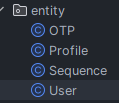 entity
OTP
Profile
Sequence
User